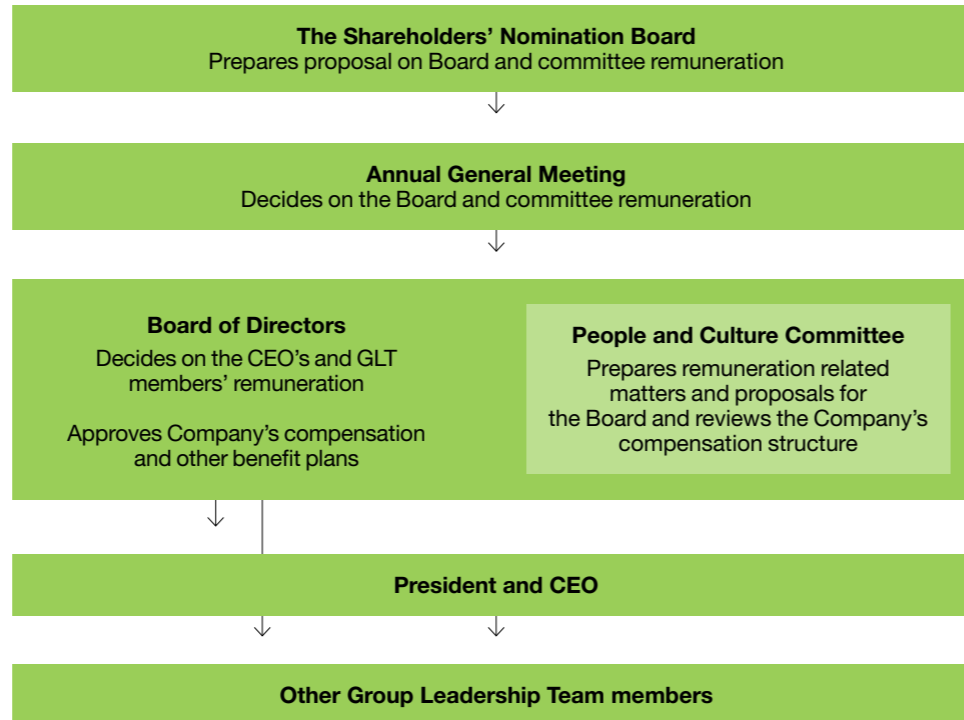 The Shareholders’ Nomination Board
Prepares proposal on Board and committee remuneration
Annual General Meeting
Decides on the Board and committee remuneration
Board of Directors
Decides on the CEO’s and GLT
members’ remuneration
Approves Company’s compensation
and other benefit plans
People and Culture Committee
Prepares remuneration related
matters and proposals for
the Board and reviews the Company’s
compensation structure
President and CEO
Other Group Leadership Team members